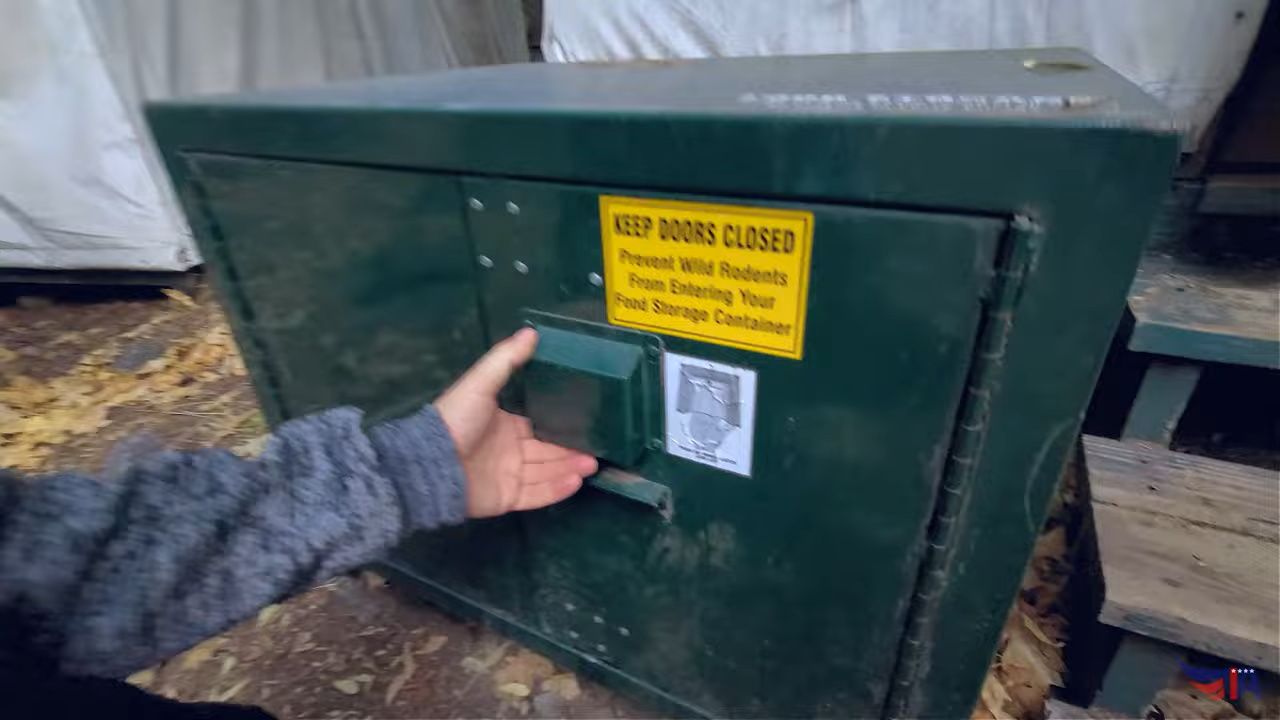 KEEP DOORS CLOSED
Prevent Wild Rodents
From Entering Your
Food Storage Container